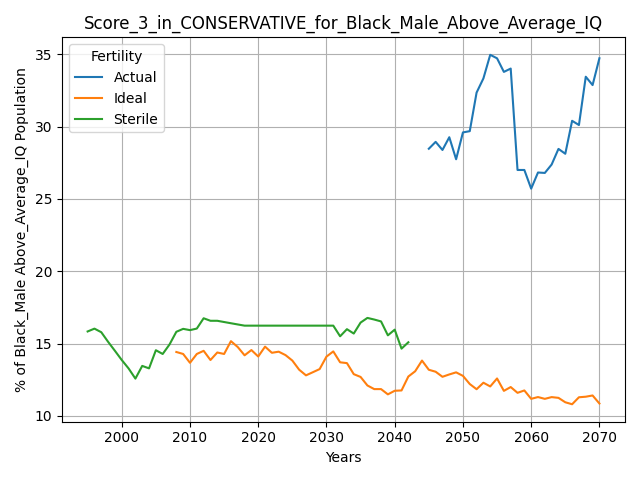 Score_3_in_CONSERVATIVE_for_Black_Male_Above_Average_IQ
Fertility
Actual
Ideal
Sterile
% of Black_Male Above_Average_IQ Population
35
30
25
20
15
10
2000 2010 2020 2030 2040 2050 2060 2070
Years